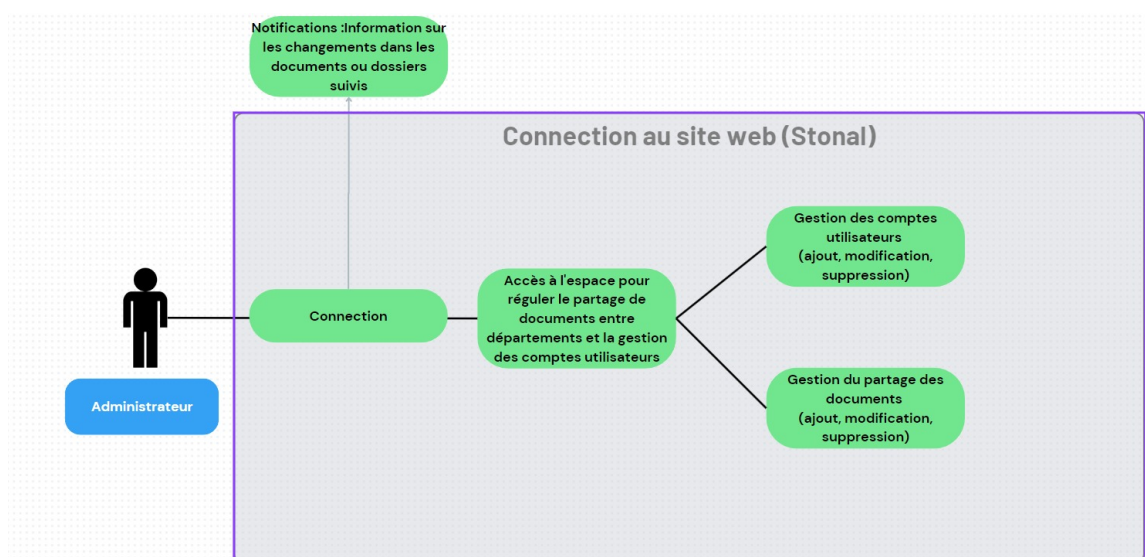 Notifications :Information sur
les changements dans les
documents ou dossiers
suivis
Connection au site web (Stonal)
Gestion des comptes
utilisateurs
(ajout, modification,
suppression)
Accès à l'espace pour
réguler le partage de
documents entre
départements et la gestion
des comptes utilisateurs
Connection
Gestion du partage des
documents
(ajout, modification,
suppression)
Administrateur